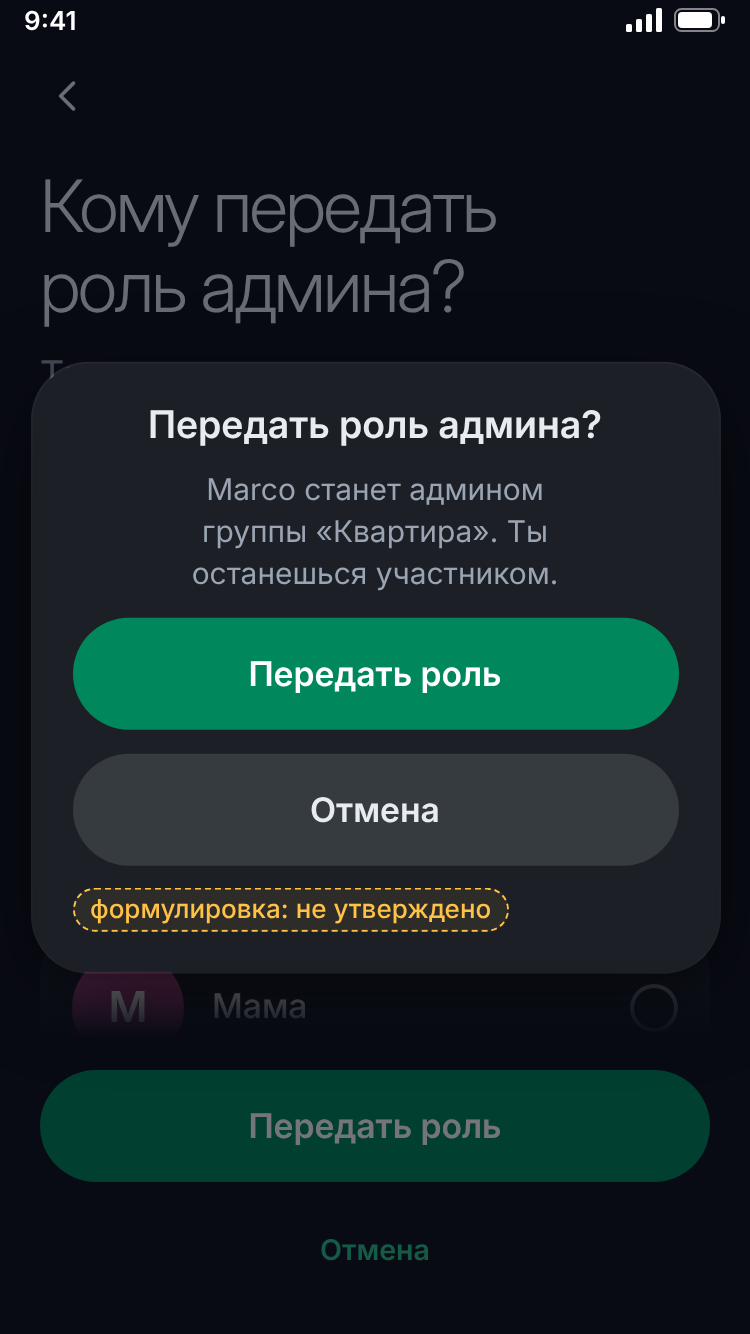 9:41
Кому передать
роль админа?
Передать роль админа?
Marco станет админом
группы «Квартира». Ты
останешься участником.
Передать роль
Отмена
формулировка: не утверждено
М
Мама
Передать роль
Отмена